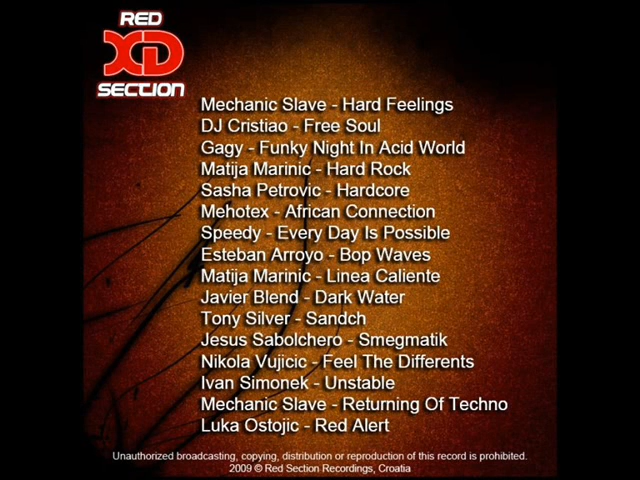 RED
XD
SECTION
Mechanic Slave - Hard Feelings
DJ Cristiao - Free Soul
Gagy - Funky Night In Acid World
Matija Marinic - Hard Rock
Sasha Petrovic - Hardcore
Mehotex - African Connection
Speedy - Every Day Is Possible
Esteban Arroyo - Bop Waves
Matija Marinic - Linea Caliente
Javier Blend - Dark Water
Tony Silver - Sandch
Jesus Sabolchero - Smegmatik
Nikola Vujicic - Feel The Differents
Ivan Simonek - Unstable
Mechanic Slave - Returning Of Techno
Luka Ostojic - Red Alert
Unauthorized broadcasting, copying, distribution or reproduction of this record is prohibited.
2009 © Red Section Recordings, Croatia